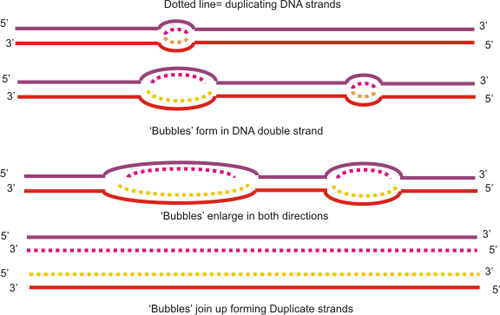 Dotted line= duplicating DNA strands
5' 3'
3' 5'
5' 3'
3' 5'
'Bubbles' form in DNA double strand
5' 3'
3' 5'
'Bubbles' enlarge in both directions
5' 3'
3' 5'
5' 3'
3' 5'
'Bubbles' join up forming Duplicate strands